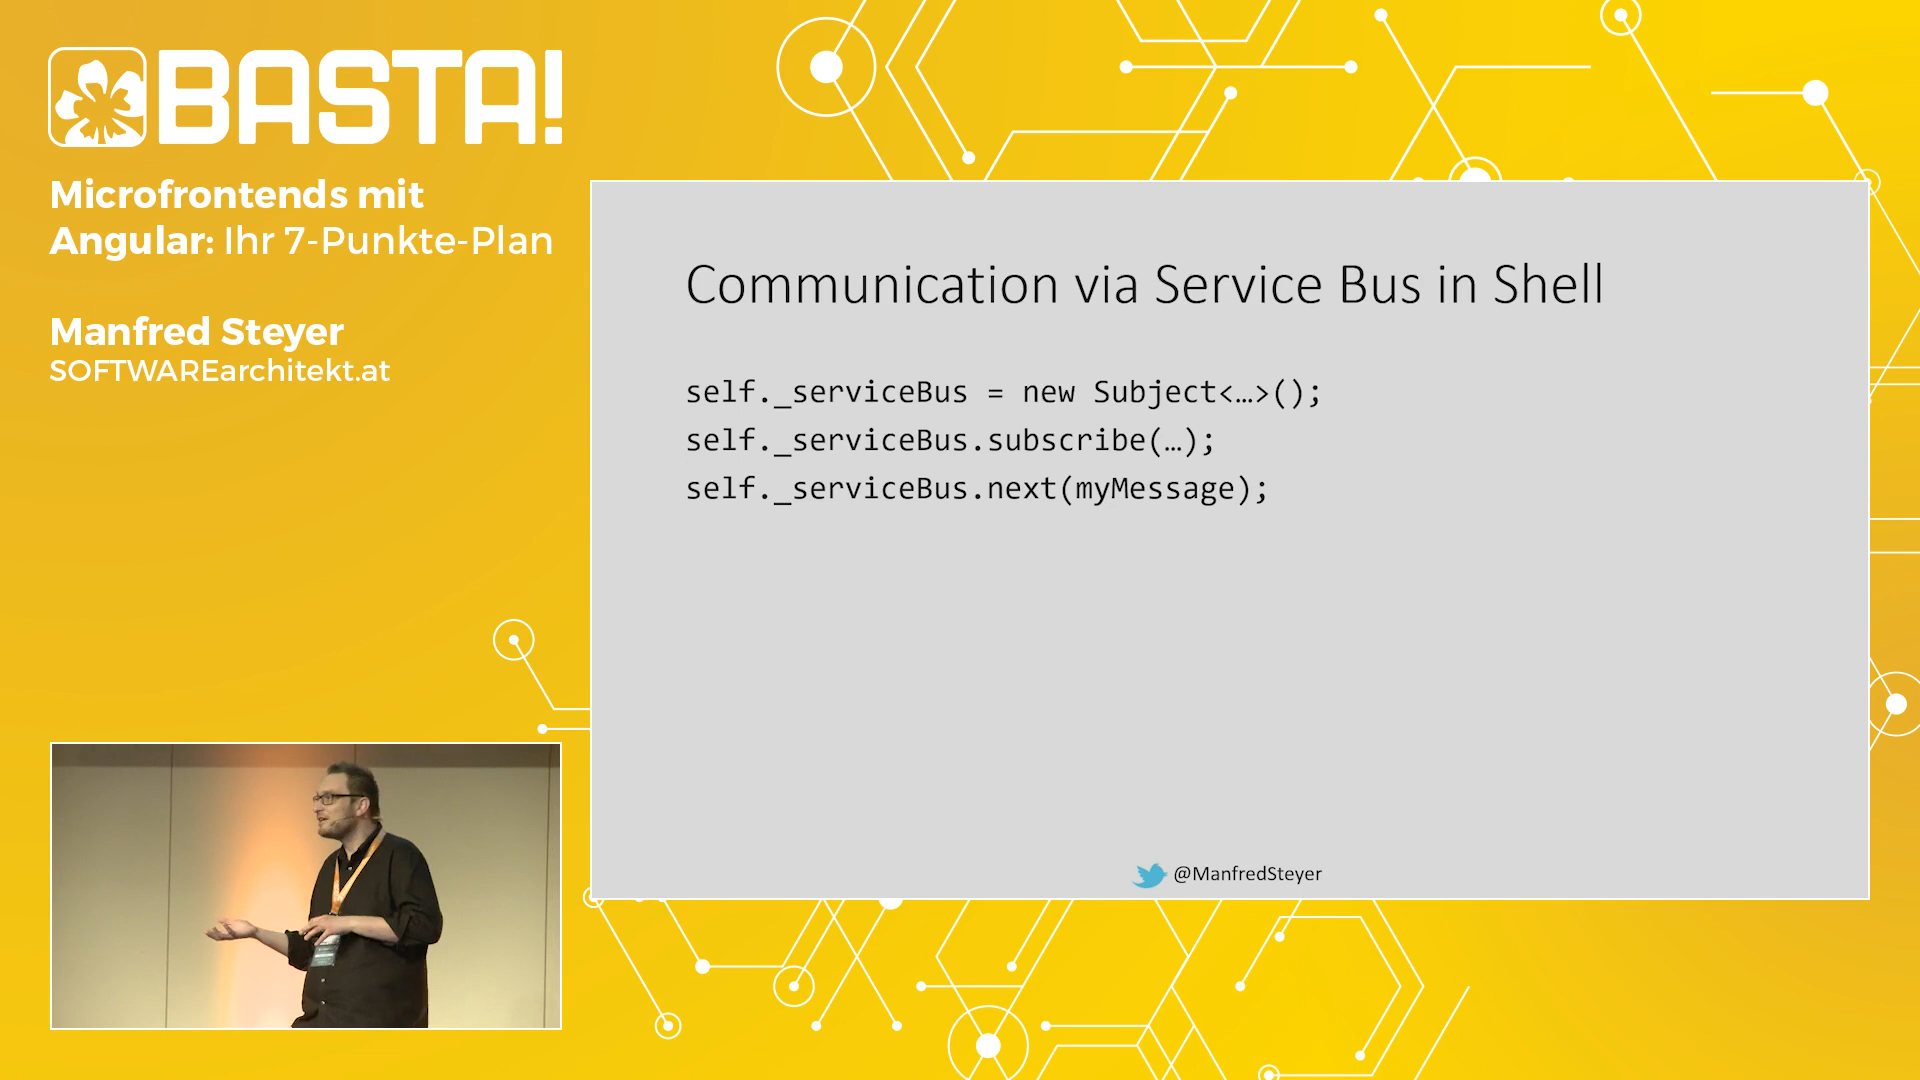 BASTA!
Microfrontends mit
Angular: Ihr 7-Punkte-Plan
Manfred Steyer
SOFTWAREarchitekt.at
Communication via Service Bus in Shell
self._serviceBus = new Subject<…>();
self._serviceBus.subscribe(…);
self._serviceBus.next(myMessage);
@ManfredSteyer